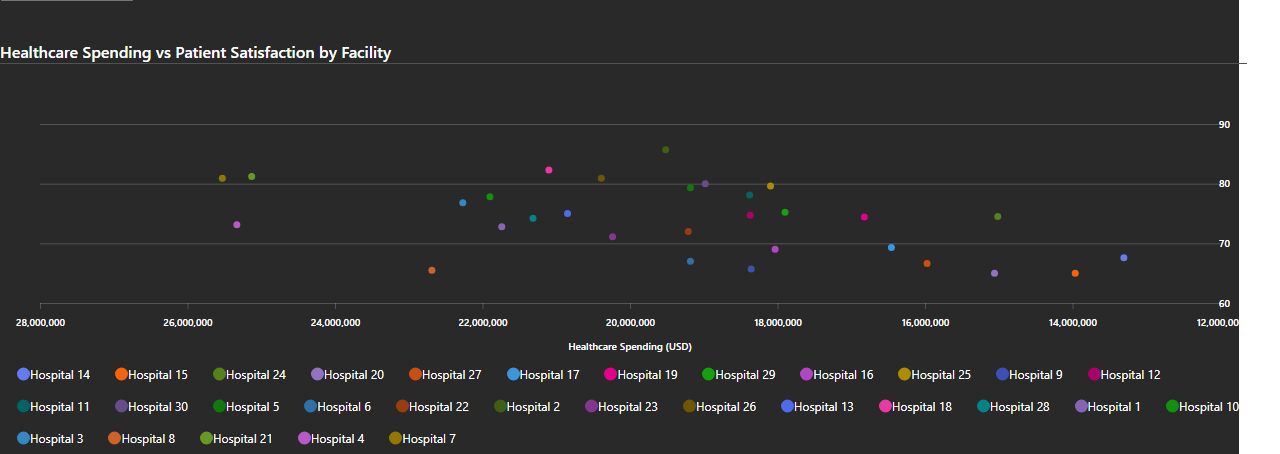 Healthcare Spending vs Patient Satisfaction by Facility
90
80
70
60
28,000,000 26,000,000 24,000,000 22,000,000 20,000,000 18,000,000 16,000,000 14,000,000 12,000,00
Healthcare Spending (USD)
Hospital 14 Hospital 15 Hospital 24 Hospital 20 Hospital 27 Hospital 17 Hospital 19 Hospital 29 Hospital 16 Hospital 25 Hospital 9 Hospital 12
Hospital 11 Hospital 30 Hospital 5 Hospital 6 Hospital 22 Hospital 2 Hospital 23 Hospital 26 Hospital 13 Hospital 18 Hospital 28 Hospital 1 Hospital 10
Hospital 3 Hospital 8 Hospital 21 Hospital 4 Hospital 7